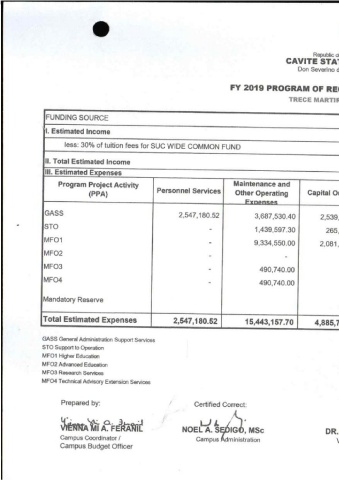 Republic o
CAVITE STA
Don Severino d
FY 2019 PROGRAM OF RE
TRECE MARTIR
FUNDING SOURCE
I. Estimated Income
less: 30% of tuition fees for SUC WIDE COMMON FUND
II. Total Estimated Income
III. Estimated Expenses
Program Project Activity (PPA) Personnel Services Maintenance and Other Operating Expenses Capital O
GASS 2,547,180.52 3,687,530.40 2,539,
STO - 1,439,597.30 265,
MFO1 - 9,334,550.00 2,081,
MFO2 - -
MFO3 - 490,740.00
MFO4 - 490,740.00
Mandatory Reserve
Total Estimated Expenses 2,547,180.52 15,443,157.70 4,885,7
GASS General Administration Support Services
STO Support to Operation
MFO1 Higher Education
MFO2 Advanced Education
MFO3 Research Services
MFO4 Technical Advisory Extension Services
Prepared by: Certified Correct:
VIERNA MI A. FERANIL NOEL A. SEDIGO, MSc DR.
Campus Coordinator / Campus Administration V
Campus Budget Officer